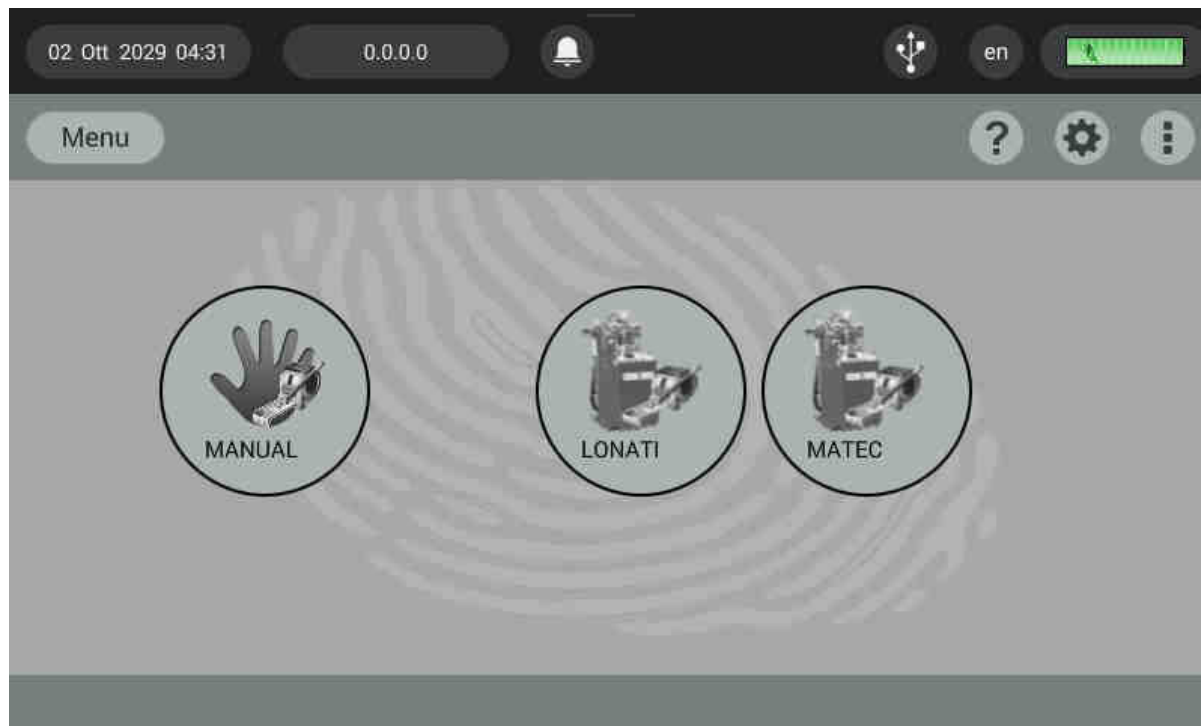 02 Ott 2029 04:31
0.0.0.0
en
Menu
?
MANUAL
LONATI
MATEC